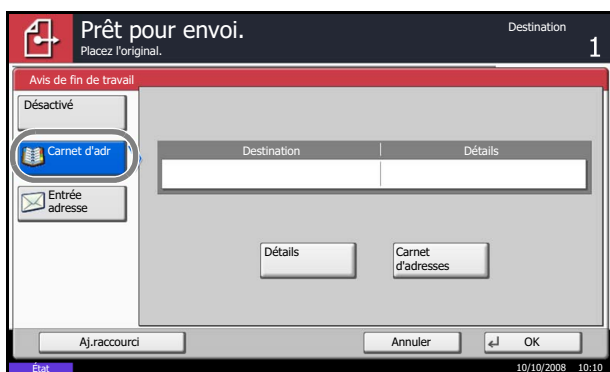 Prêt pour envoi.
Placez l'original.
Destination
1
Avis de fin de travail
Désactivé
Carnet d'adr
Entrée
adresse
Destination
Détails
Détails
Carnet
d'adresses
Aj.raccourci
Annuler
OK
État
10/10/2008 10:10